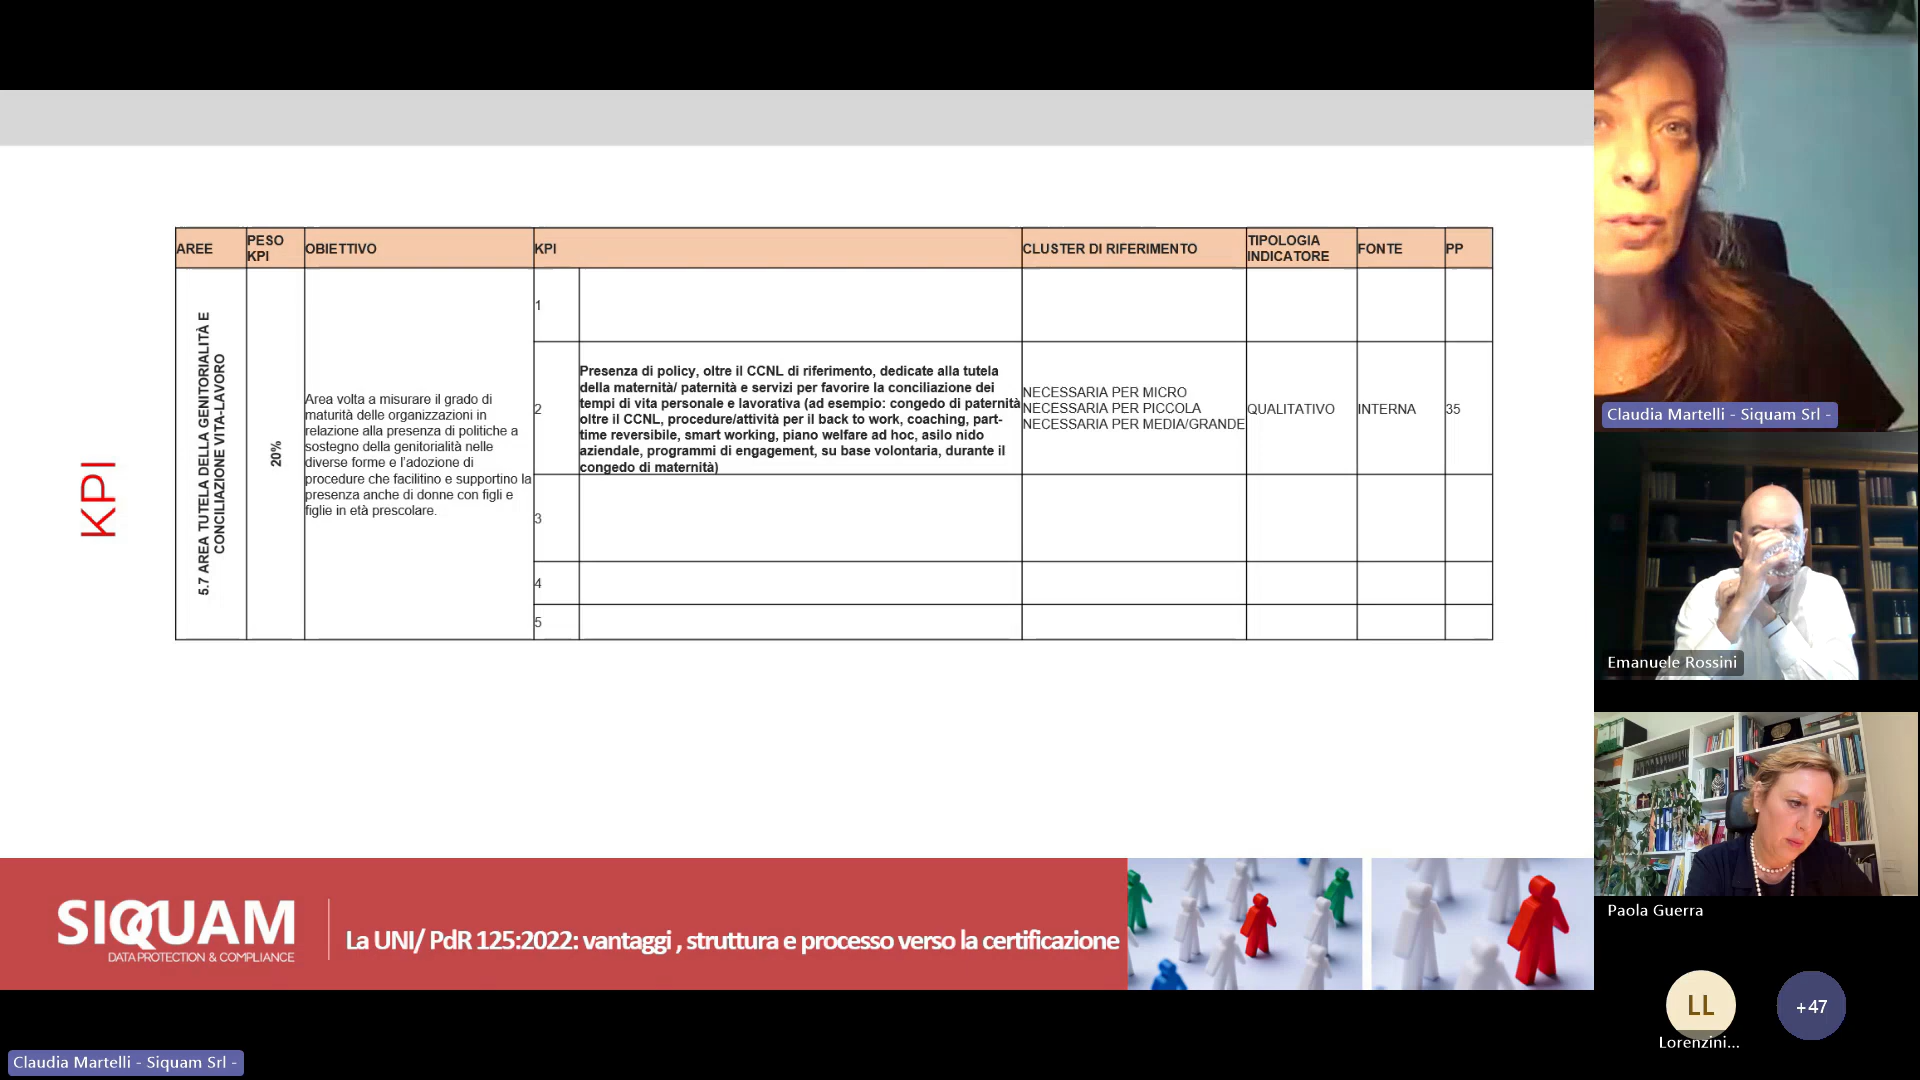 AREE
PESO
KPI
OBIETTIVO
KPI
CLUSTER DI RIFERIMENTO
TIPOLOGIA
INDICATORE
FONTE
PP
KPI
5.7 AREA TUTELA DELLA GENITORIALITÀ E
CONCILIAZIONE VITA-LAVORO
20%
Area volta a misurare il grado di
maturità delle organizzazioni in
relazione alla presenza di politiche a
sostegno della genitorialità nelle
diverse forme e l'adozione di
procedure che facilitino e supportino la
presenza anche di donne con figli e
figlie in età prescolare.
1
2
Presenza di policy, oltre il CCNL di riferimento, dedicate alla tutela
della maternità/ paternità e servizi per favorire la conciliazione dei
tempi di vita personale e lavorativa (ad esempio: congedo di paternità
oltre il CCNL, procedure/attività per il back to work, coaching, part-
time reversibile, smart working, piano welfare ad hoc, asilo nido
aziendale, programmi di engagement, su base volontaria, durante il
congedo di maternità)
NECESSARIA PER MICRO
NECESSARIA PER PICCOLA
NECESSARIA PER MEDIA/GRANDE
QUALITATIVO
INTERNA
35
3
4
5
SIQUAM
DATA PROTECTION & COMPLIANCE
La UNI/ PdR 125:2022: vantaggi , struttura e processo verso la certificazione
Claudia Martelli - Siquam Srl -
Claudia Martelli - Siquam Srl -
Emanuele Rossini
Paola Guerra
LL
Lorenzini...
+47